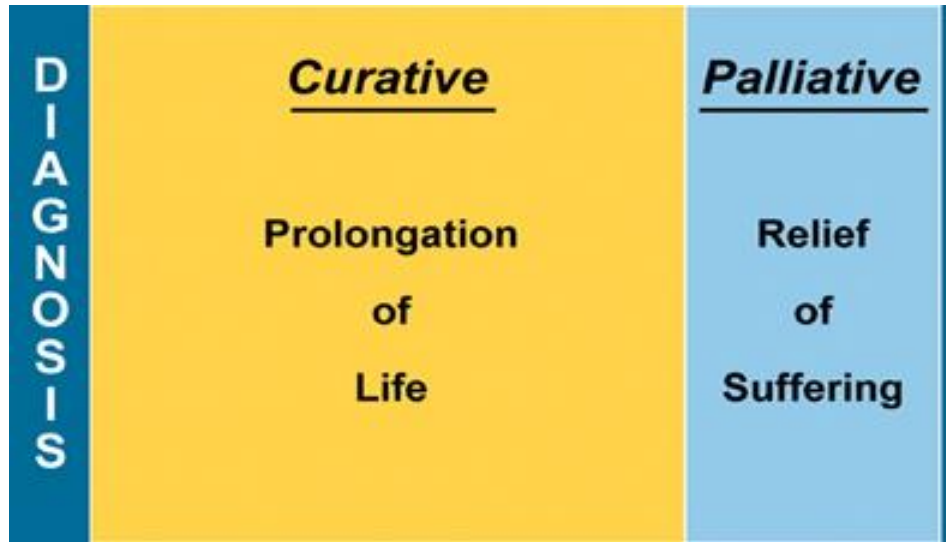 DIAGNOSIS
Curative
Prolongation
of
Life
Palliative
Relief
of
Suffering